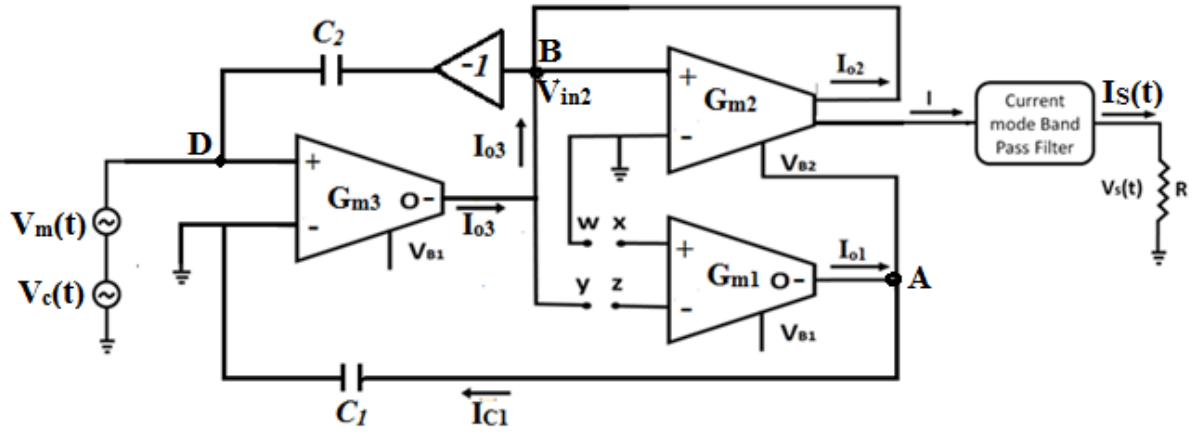 C2
-1
B
Vin2
+
Gm2
-
Io2
I
Current
mode Band
Pass Filter
IS(t)
D
Io3
VB2
Vs(t)
R
+
Gm3
O-
-
Io3
VB1
Vm(t)
Vc(t)
w x
y z
+
Gm1
O-
-
Io1
A
VB1
C1
IC1